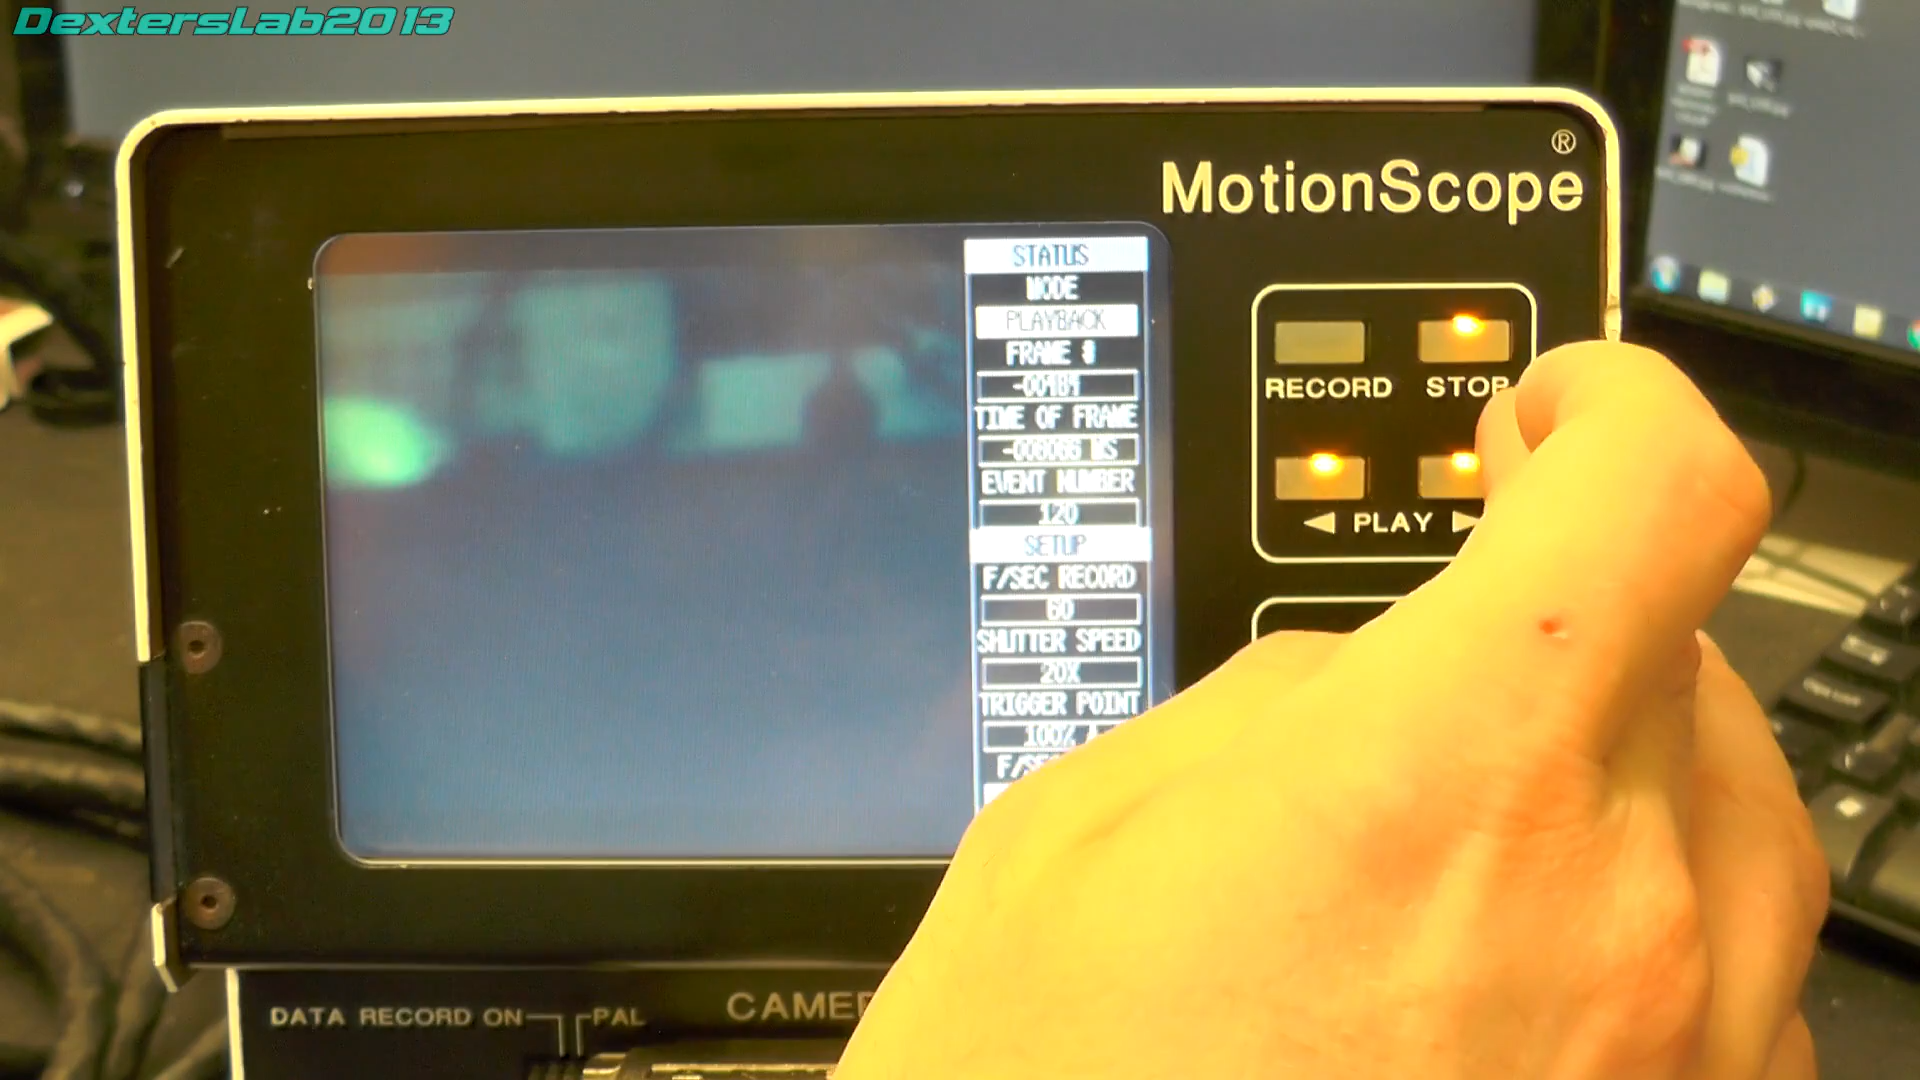 DextersLab2013
MotionScope®
STATUS
MODE
PLAYBACK
FRAME #
TIME OF FRAME
EVENT NUMBER
120
SETUP
F/SEC RECORD
60
SHUTTER SPEED
20X
TRIGGER POINT
100%
RECORD
STOP
◄ PLAY ►
DATA RECORD ON
PAL